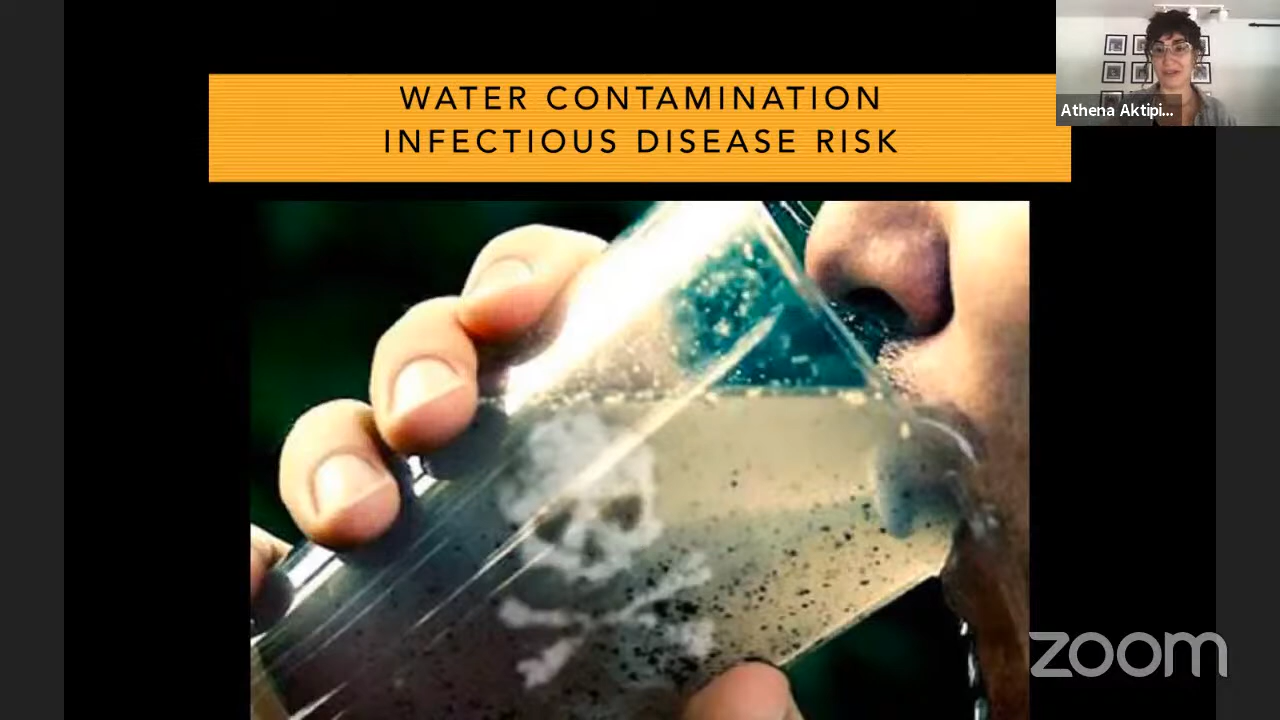 WATER CONTAMINATION
INFECTIOUS DISEASE RISK
Athena Aktipi...
zoom